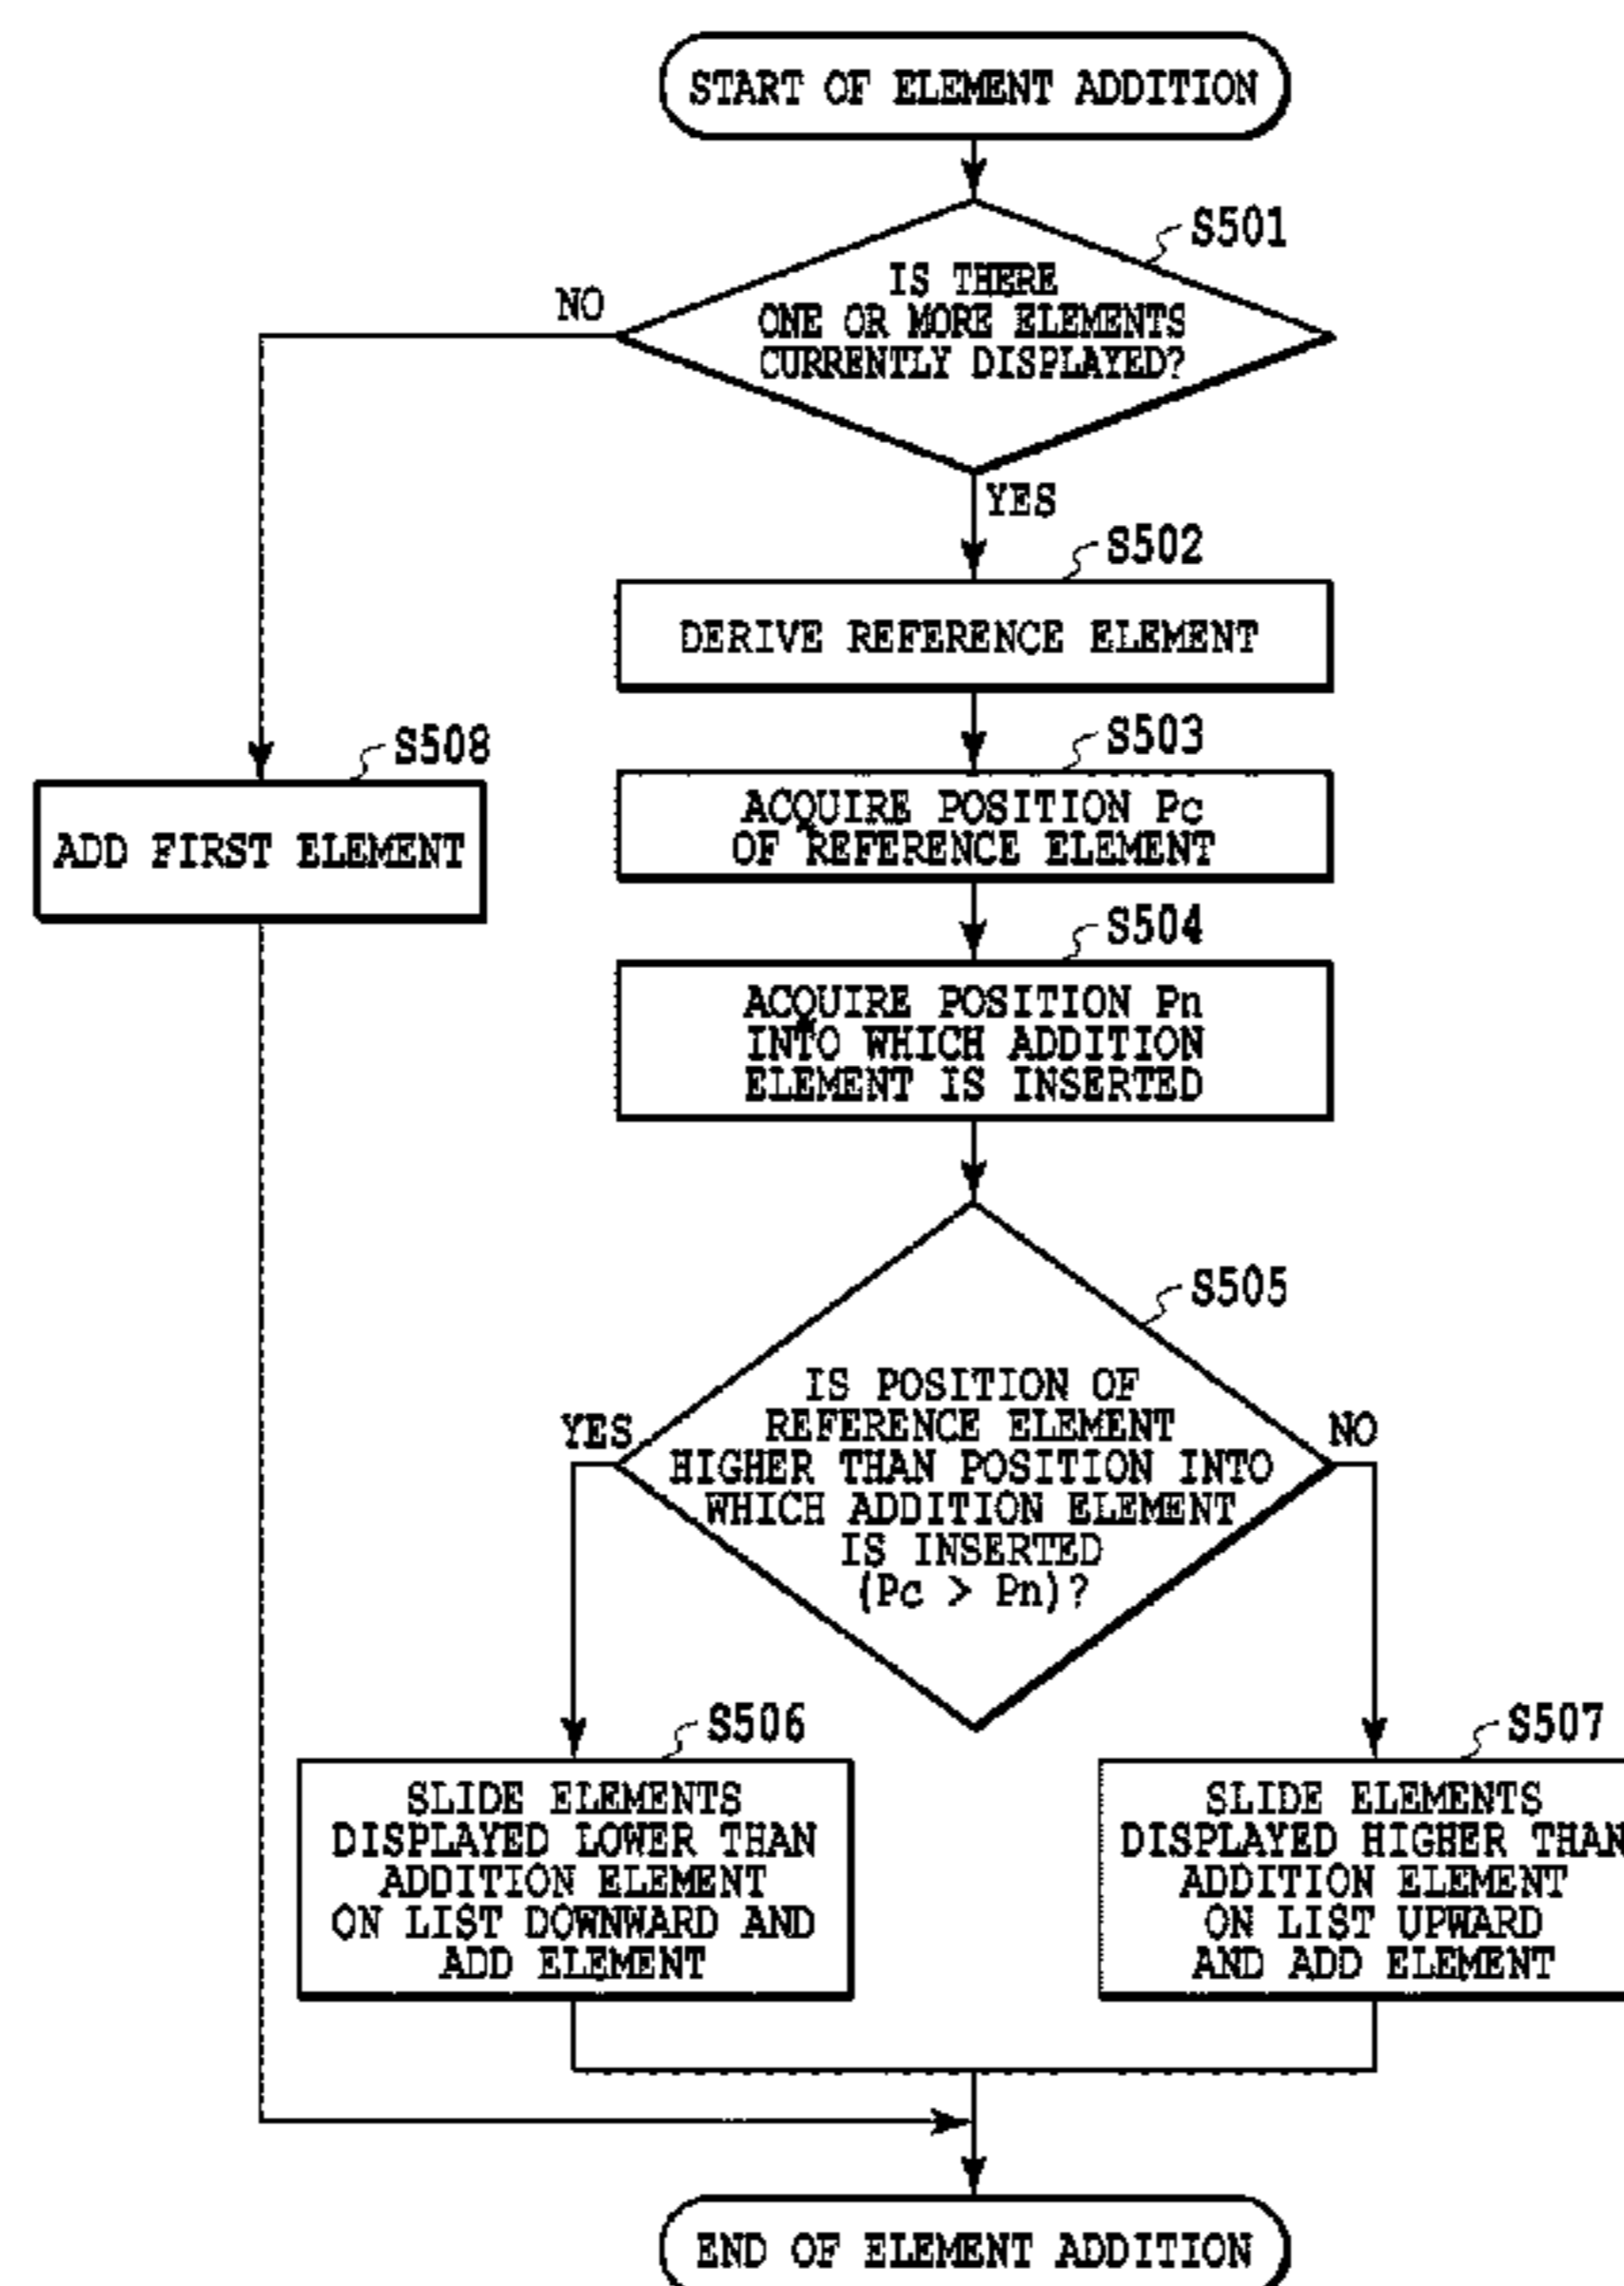 START OF ELEMENT ADDITION
S501
IS THERE
ONE OR MORE ELEMENTS
CURRENTLY DISPLAYED?
NO
YES
S502
DERIVE REFERENCE ELEMENT
S503
ACQUIRE POSITION Pc
OF REFERENCE ELEMENT
S508
ADD FIRST ELEMENT
S504
ACQUIRE POSITION Pn
INTO WHICH ADDITION
ELEMENT IS INSERTED
S505
IS POSITION OF
REFERENCE ELEMENT
HIGHER THAN POSITION INTO
WHICH ADDITION ELEMENT
IS INSERTED
(Pc > Pn)?
YES
NO
S506
SLIDE ELEMENTS
DISPLAYED LOWER THAN
ADDITION ELEMENT
ON LIST DOWNWARD AND
ADD ELEMENT
S507
SLIDE ELEMENTS
DISPLAYED HIGHER THAN
ADDITION ELEMENT
ON LIST UPWARD
AND ADD ELEMENT
END OF ELEMENT ADDITION